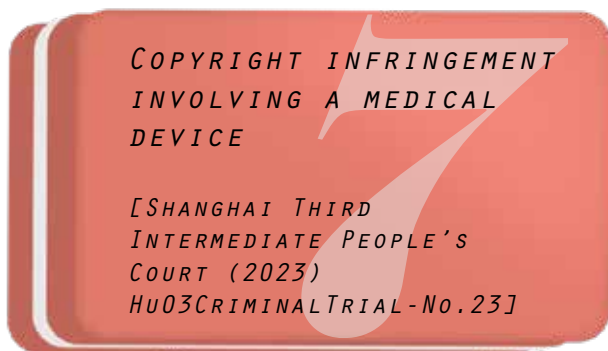 7
COPYRIGHT INFRINGEMENT
INVOLVING A MEDICAL
DEVICE
[SHANGHAI THIRD
INTERMEDIATE PEOPLE'S
COURT (2023)
HU03CRIMINALTRIAL-NO.23]